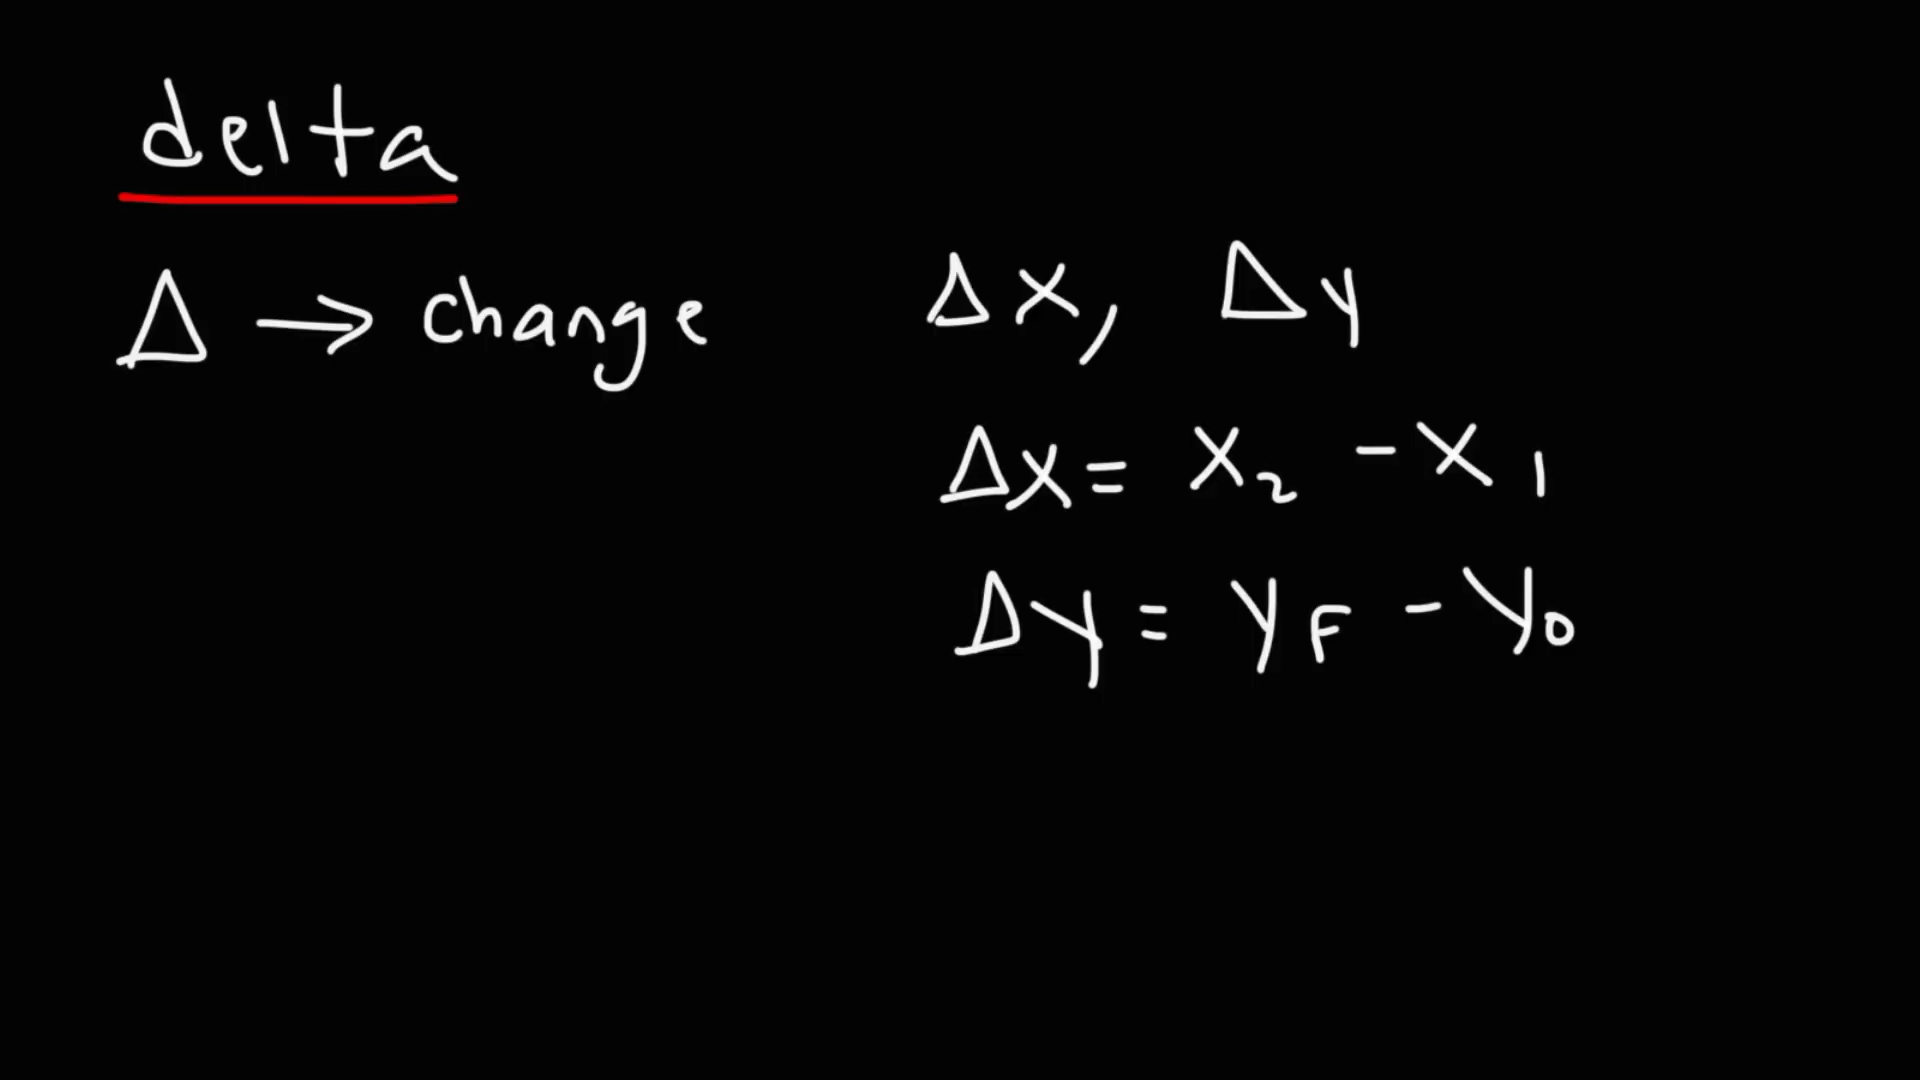 delta
Δ → change
Δx, Δy
Δx = x₂ - x₁
Δy = y_F - y₀